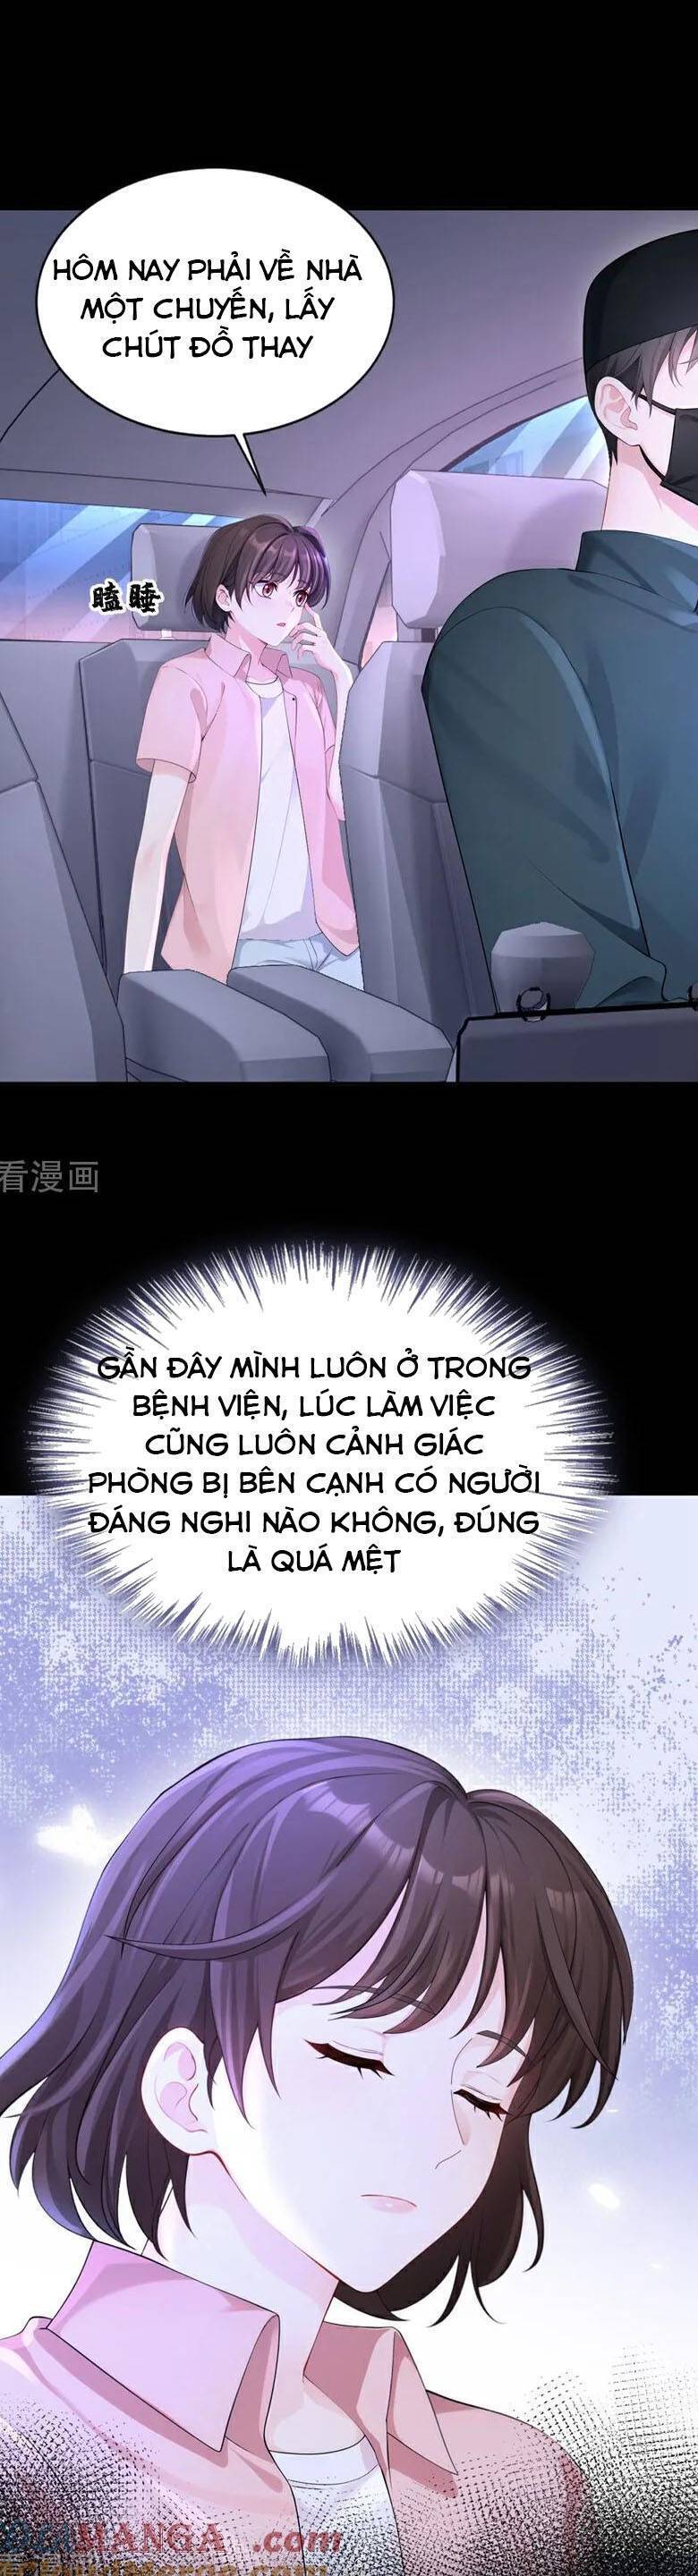 HÔM NAY PHẢI VỀ NHÀ
MỘT CHUYẾN, LẤY
CHÚT ĐỒ THAY
瞌睡
看漫画
GẦN ĐÂY MÌNH LUÔN Ở TRONG
BỆNH VIỆN, LÚC LÀM VIỆC
CŨNG LUÔN CẢNH GIÁC
PHÒNG BỊ BÊN CẠNH CÓ NGƯỜI
ĐÁNG NGHI NÀO KHÔNG, ĐÚNG
LÀ QUÁ MỆT